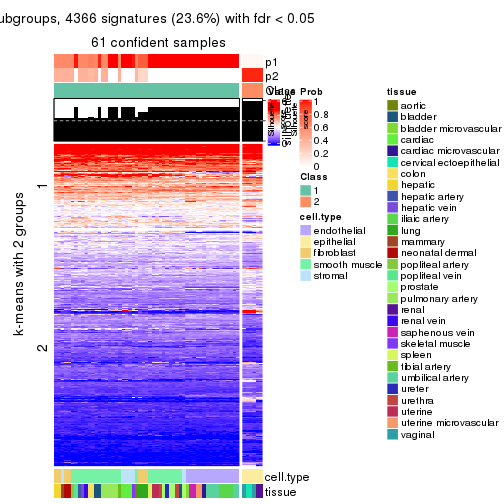 ubgroups, 4366 signatures (23.6%) with fdr < 0.05
61 confident samples
p1
p2
Class
Silhouette
score
k-means with 2 groups
1
2
cell.type
tissue
Prob
1
0.8
0.6
0.4
0.2
0
Class
1
2
cell.type
endothelial
epithelial
fibroblast
smooth muscle
stromal
tissue
aortic
bladder
bladder microvascular
cardiac
cardiac microvascular
cervical ectoepithelial
colon
hepatic
hepatic artery
hepatic vein
iliaic artery
lung
mammary
neonatal dermal
popliteal artery
popliteal vein
prostate
pulmonary artery
renal
renal vein
saphenous vein
skeletal muscle
spleen
tibial artery
umbilical artery
ureter
urethra
uterine
uterine microvascular
vaginal